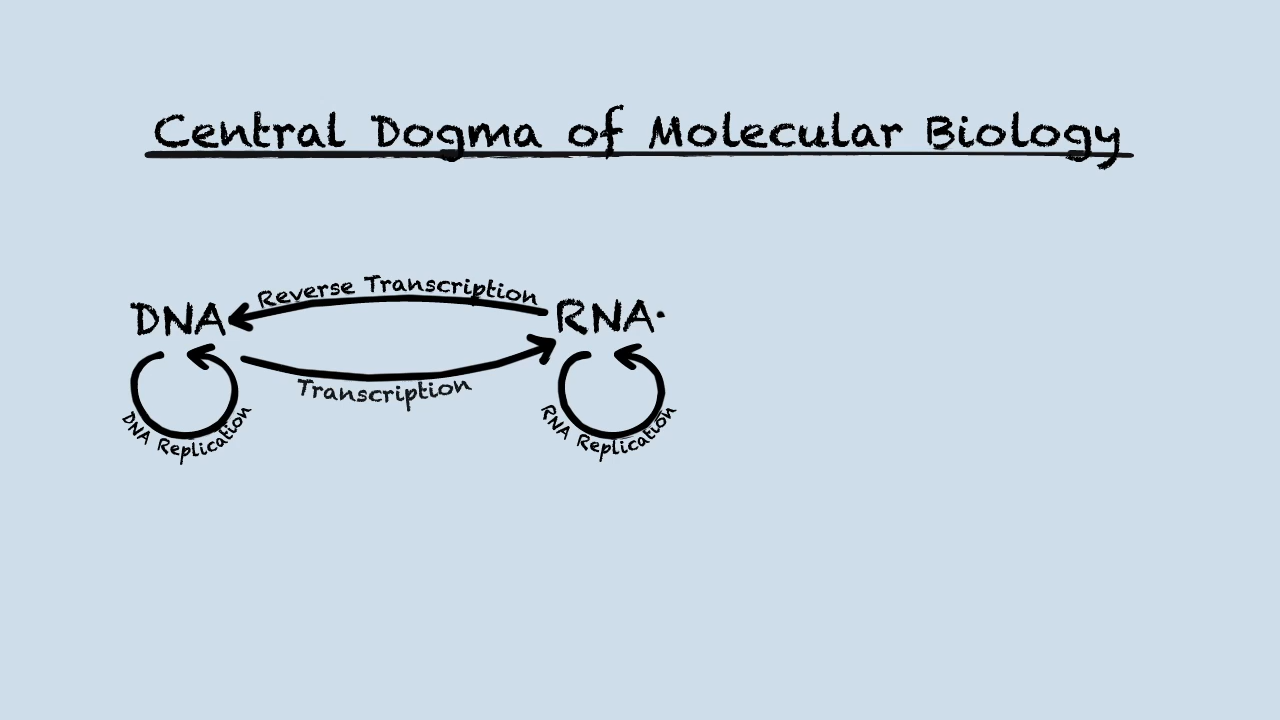 Central Dogma of Molecular Biology
Reverse Transcription
DNA
RNA
Transcription
DNA Replication
RNA Replication